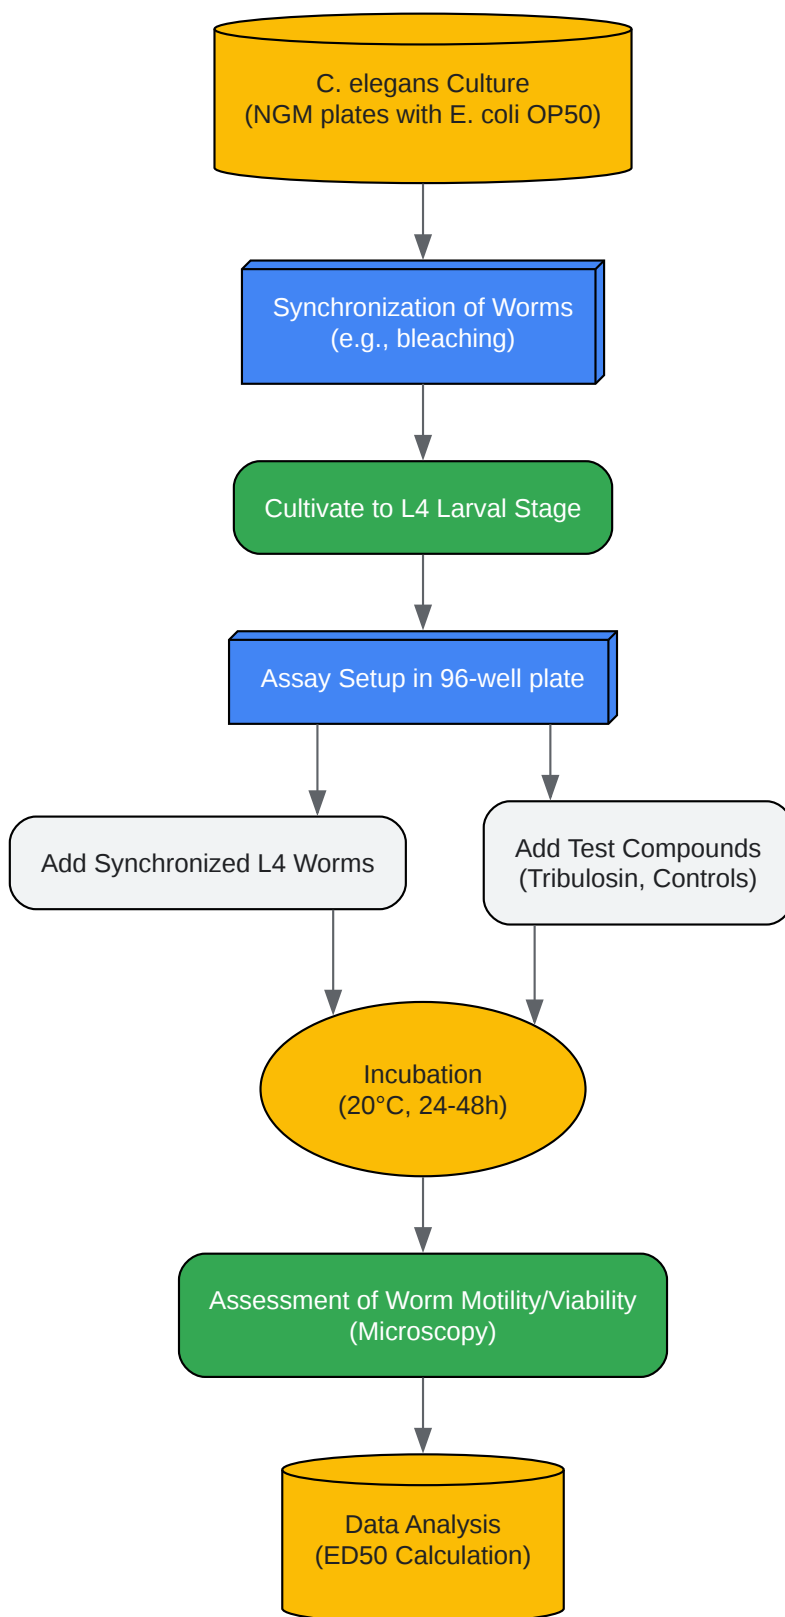 C. elegans Culture
(NGM plates with E. coli OP50)
Synchronization of Worms
(e.g., bleaching)
Cultivate to L4 Larval Stage
Assay Setup in 96-well plate
Add Synchronized L4 Worms
Add Test Compounds
(Tribulosin, Controls)
Incubation
(20°C, 24-48h)
Assessment of Worm Motility/Viability
(Microscopy)
Data Analysis
(ED50 Calculation)